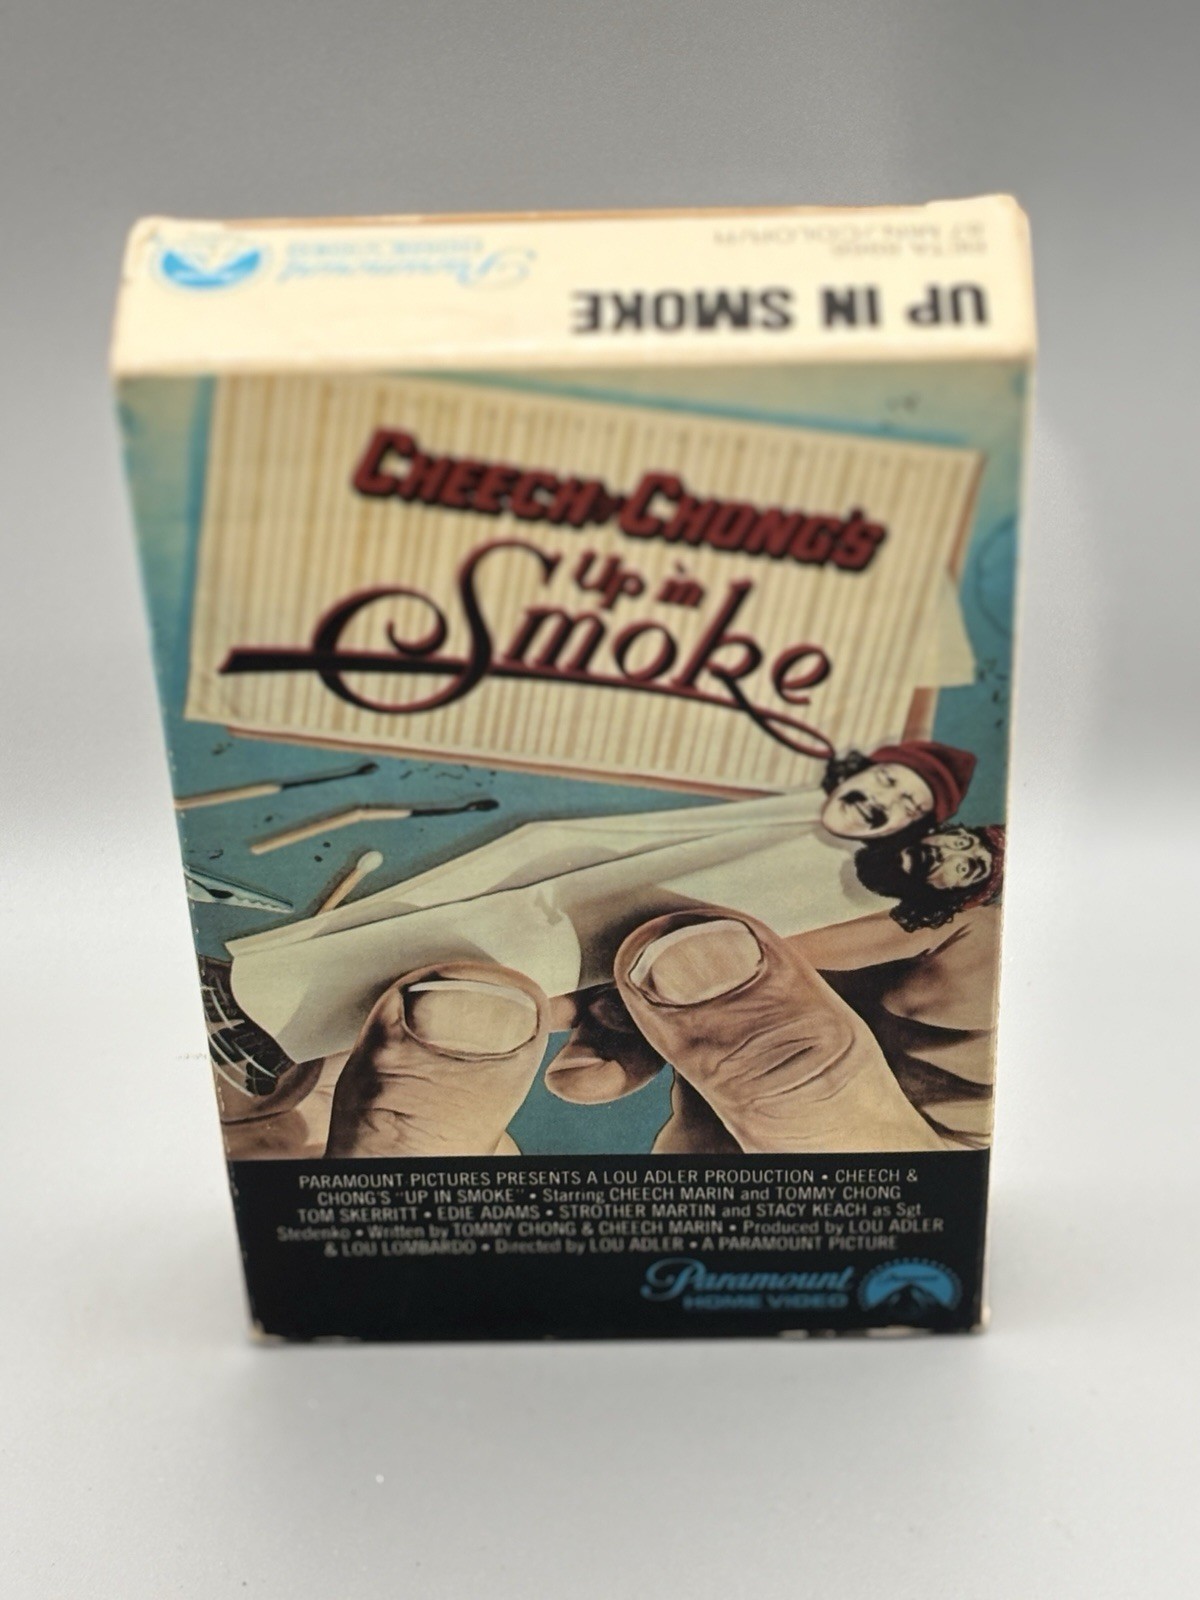 UP IN SMOKE
Paramount
HOME VIDEO
CHEECH & CHONG'S
Up in
Smoke
PARAMOUNT PICTURES PRESENTS A LOU ADLER PRODUCTION • CHEECH &
CHONG'S "UP IN SMOKE" • Starring CHEECH MARIN and TOMMY CHONG
TOM SKERRITT • EDIE ADAMS • STROTHER MARTIN and STACY KEACH as Sgt.
Stedenko • Written by TOMMY CHONG & CHEECH MARIN • Produced by LOU ADLER
& LOU LOMBARDO • Directed by LOU ADLER • A PARAMOUNT PICTURE
Paramount
HOME VIDEO